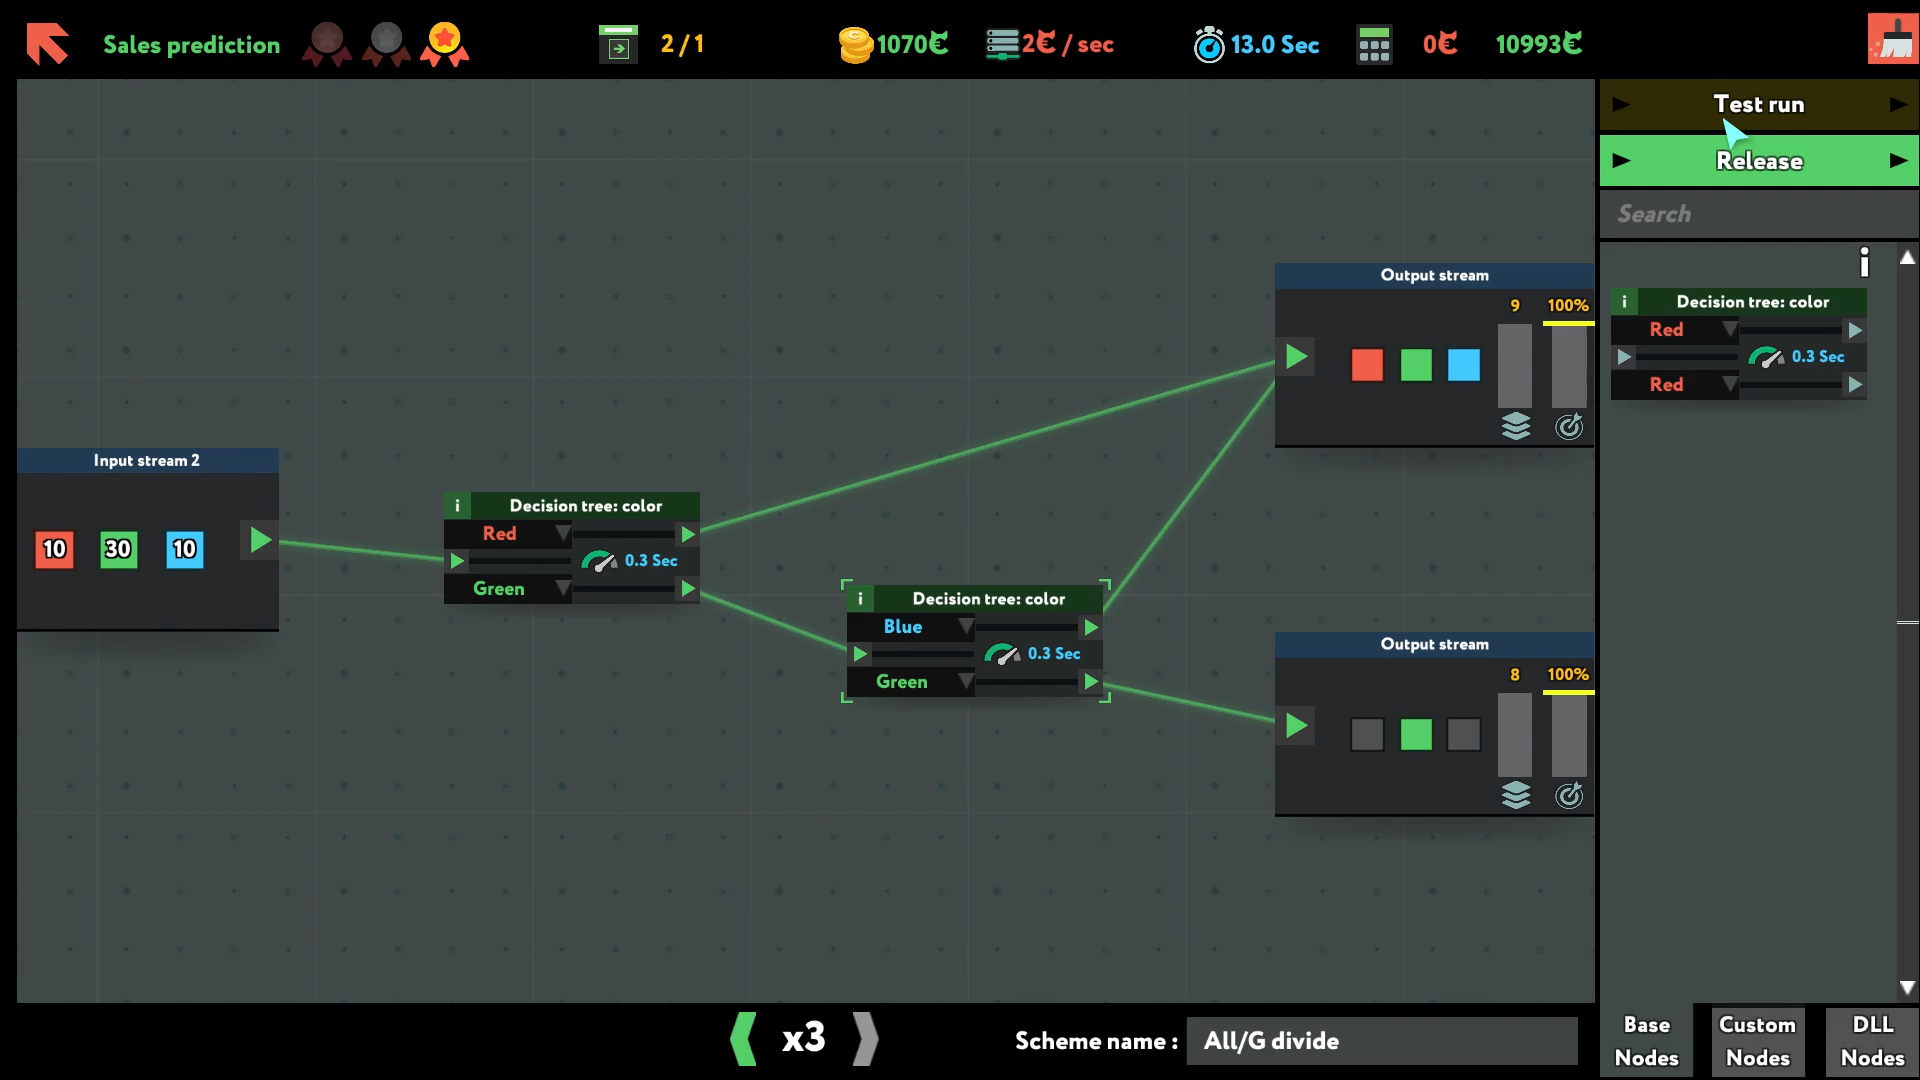 Sales prediction
2 / 1
1070€
2€ / sec
13.0 Sec
0€
10993€
Test run
Release
Search
i
i Decision tree: color
Red
0.3 Sec
Red
Output stream
9 100%
Input stream 2
10 30 10
i Decision tree: color
Red
0.3 Sec
Green
i Decision tree: color
Blue
0.3 Sec
Green
Output stream
8 100%
x3
Scheme name : All/G divide
Base Nodes
Custom Nodes
DLL Nodes